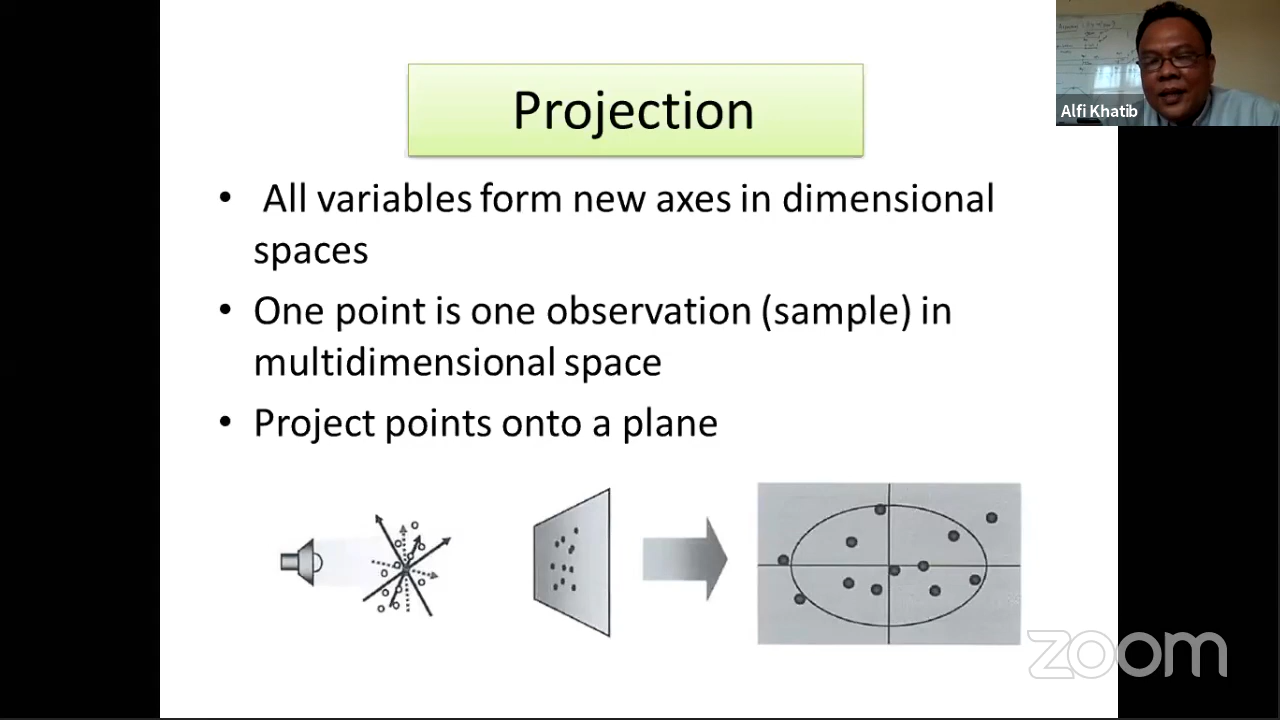 Projection
• All variables form new axes in dimensional
spaces
• One point is one observation (sample) in
multidimensional space
• Project points onto a plane
Alfi Khatib
zoom